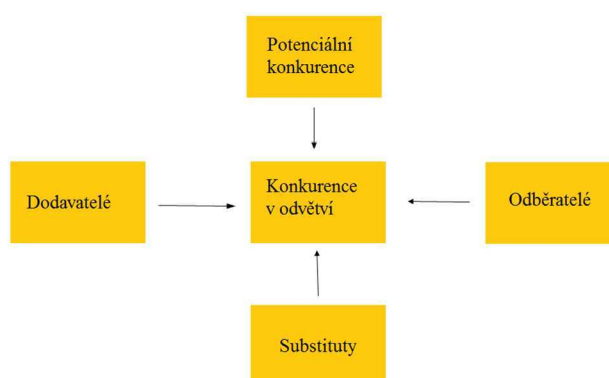 Potenciální
konkurence
Dodavatelé
Konkurence
v odvětví
Odběratelé
Substituty